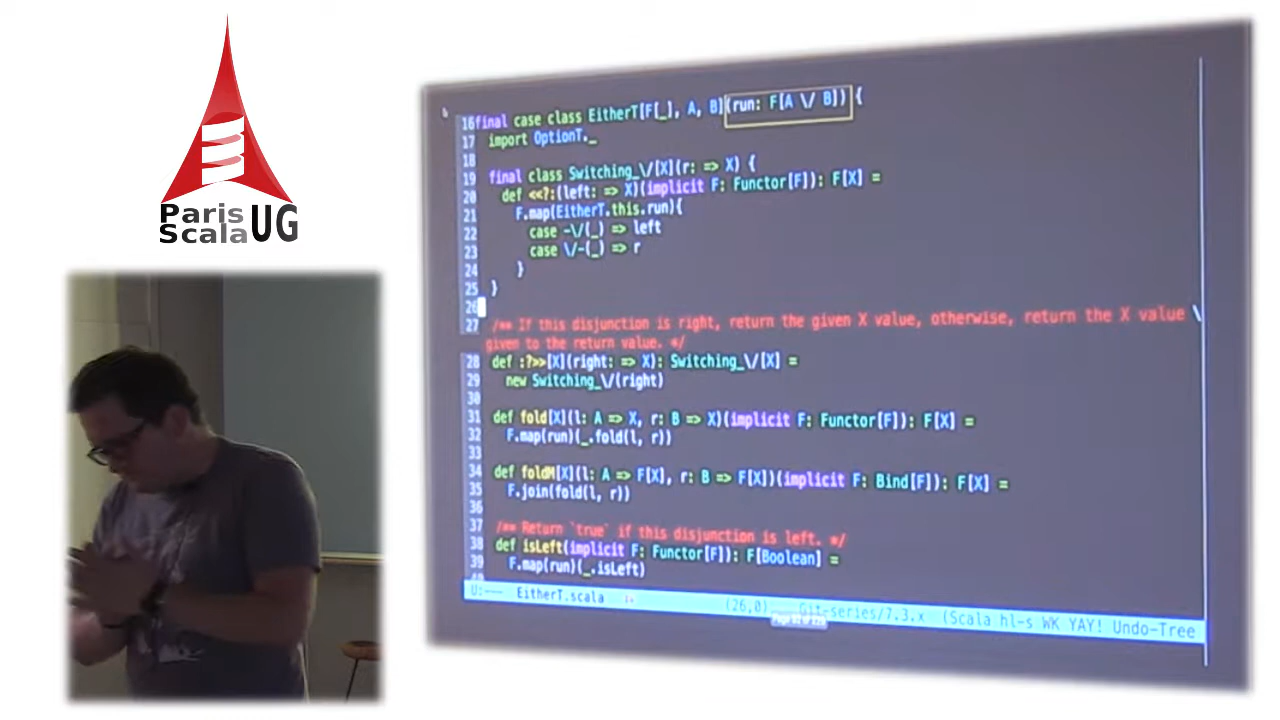 Paris
Scala UG
16 final case class EitherT[F[_], A, B](run: F[A \/ B]) {
17 import OptionT._
18
19 final class Switching_\/[X](r: => X) {
20 def <<?:(left: => X)(implicit F: Functor[F]): F[X] =
21 F.map(EitherT.this.run){
22 case -\/(_) => left
23 case \/-(_) => r
24 }
25 }
26
27 /** If this disjunction is right, return the given X value, otherwise, return the X value \
given to the return value. */
28 def :?>>[X](right: => X): Switching_\/[X] =
29 new Switching_\/(right)
30
31 def fold[X](l: A => X, r: B => X)(implicit F: Functor[F]): F[X] =
32 F.map(run)(_.fold(l, r))
33
34 def foldM[X](l: A => F[X], r: B => F[X])(implicit F: Bind[F]): F[X] =
35 F.join(fold(l, r))
36
37 /** Return `true` if this disjunction is left. */
38 def isLeft(implicit F: Functor[F]): F[Boolean] =
39 F.map(run)(_.isLeft)
U:--- EitherT.scala (26,0) Git-series/7.3.x (Scala hl-s WK YAY! Undo-Tree